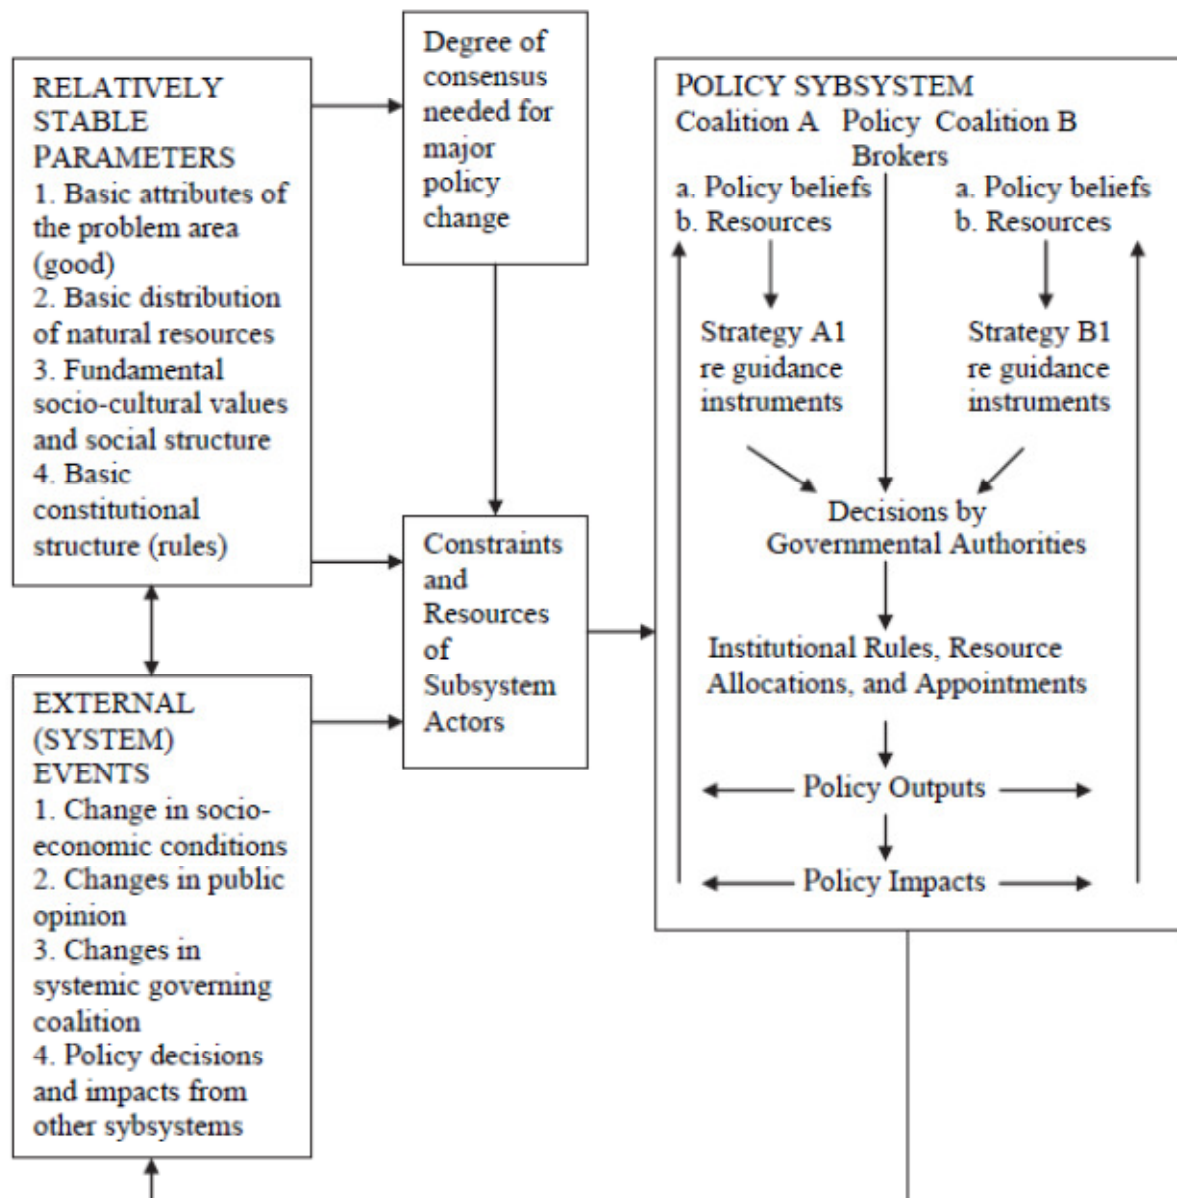 RELATIVELY
STABLE
PARAMETERS
1. Basic attributes of
the problem area
(good)
2. Basic distribution
of natural resources
3. Fundamental
socio-cultural values
and social structure
4. Basic
constitutional
structure (rules)
EXTERNAL
(SYSTEM)
EVENTS
1. Change in socio-
economic conditions
2. Changes in public
opinion
3. Changes in
systemic governing
coalition
4. Policy decisions
and impacts from
other sybsystems
Degree of
consensus
needed for
major
policy
change
Constraints
and
Resources
of
Subsystem
Actors
POLICY SYBSYSTEM
Coalition A Policy Coalition B
Brokers
a. Policy beliefs a. Policy beliefs
b. Resources b. Resources
Strategy A1 Strategy B1
re guidance re guidance
instruments instruments
Decisions by
Governmental Authorities
Institutional Rules, Resource
Allocations, and Appointments
Policy Outputs
Policy Impacts